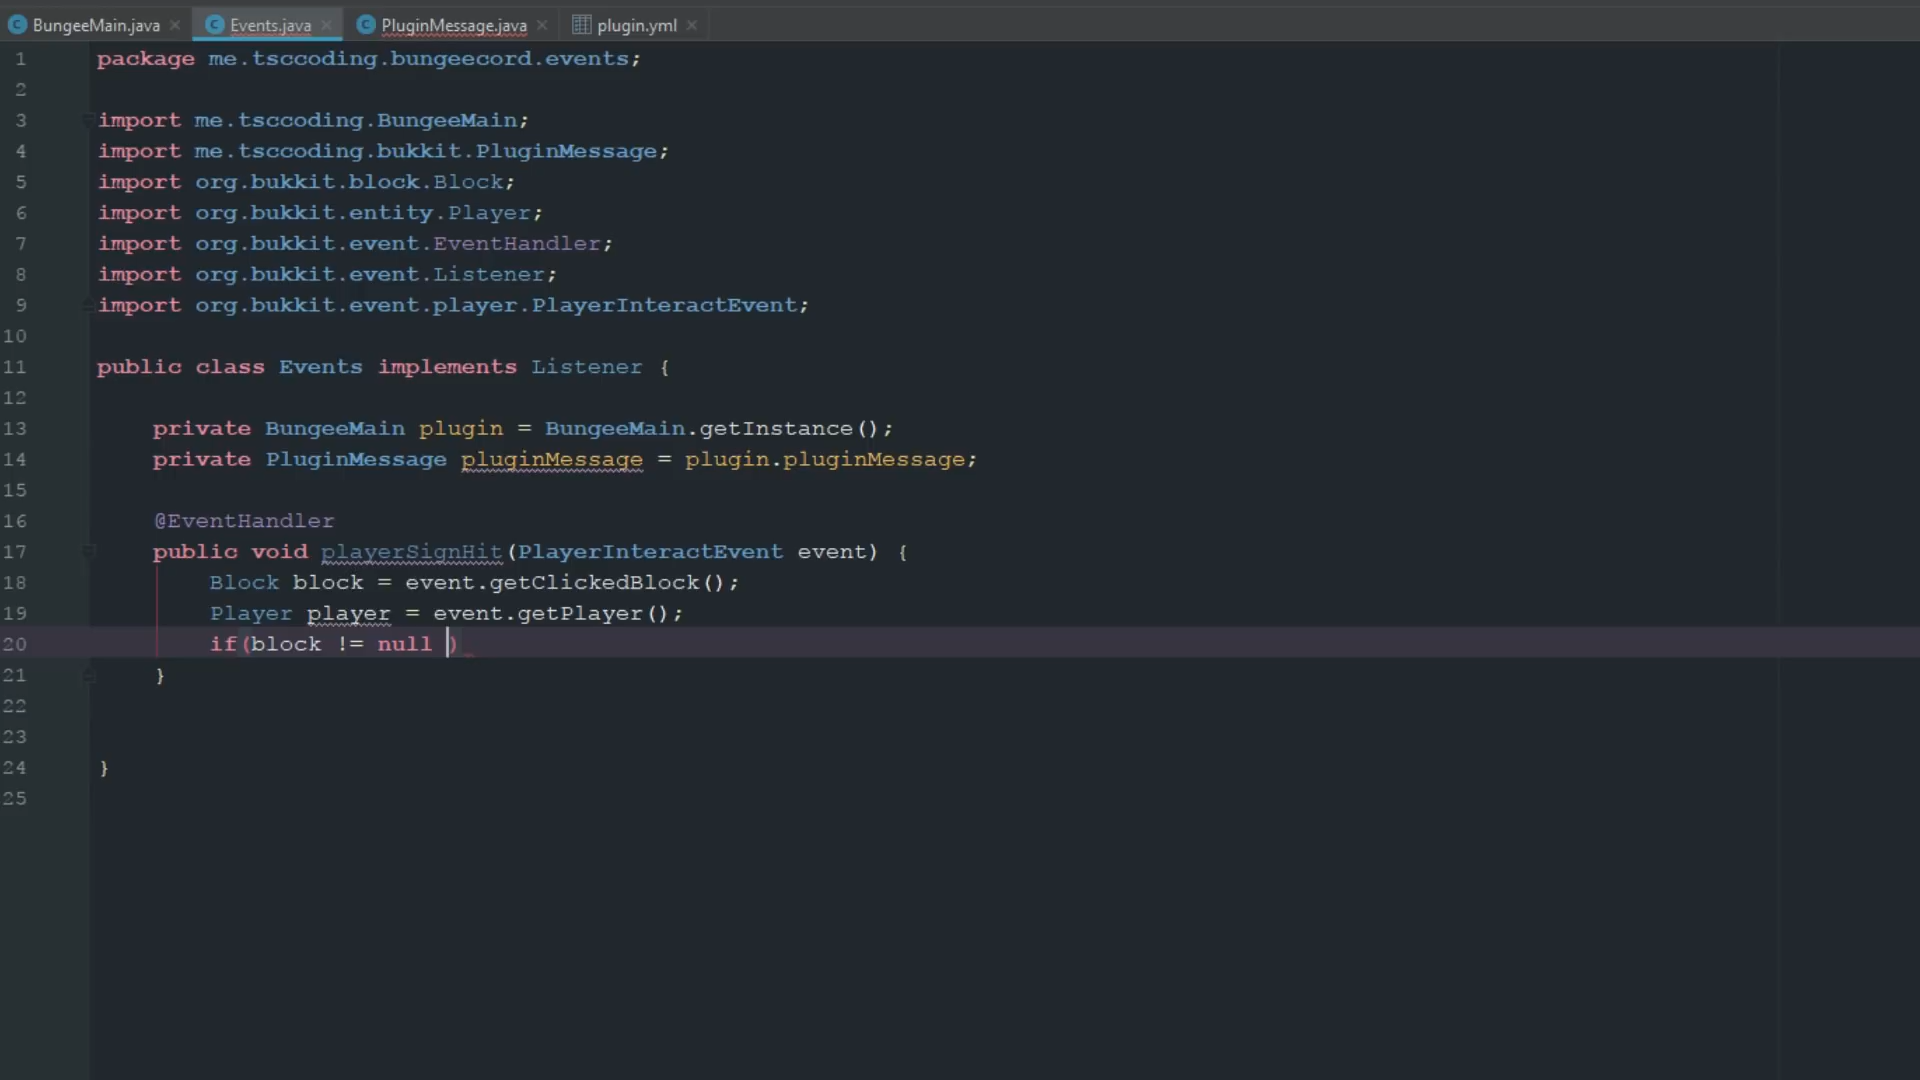 BungeeMain.java Events.java PluginMessage.java plugin.yml
1 package me.tsccoding.bungeecord.events;
2
3 import me.tsccoding.BungeeMain;
4 import me.tsccoding.bukkit.PluginMessage;
5 import org.bukkit.block.Block;
6 import org.bukkit.entity.Player;
7 import org.bukkit.event.EventHandler;
8 import org.bukkit.event.Listener;
9 import org.bukkit.event.player.PlayerInteractEvent;
10
11 public class Events implements Listener {
12
13     private BungeeMain plugin = BungeeMain.getInstance();
14     private PluginMessage pluginMessage = plugin.pluginMessage;
15
16     @EventHandler
17     public void playerSignHit(PlayerInteractEvent event) {
18         Block block = event.getClickedBlock();
19         Player player = event.getPlayer();
20         if(block != null )
21     }
22
23
24 }
25